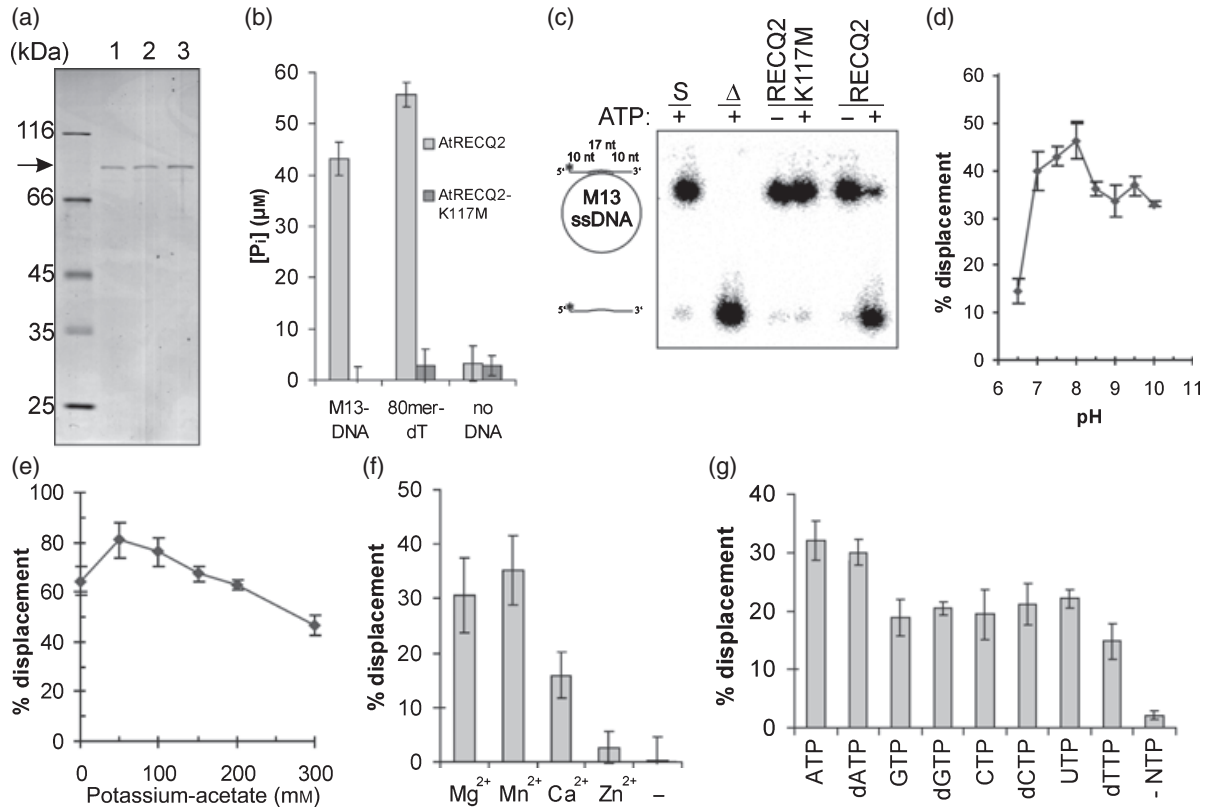 (a)
(kDa) 1 2 3
116
66
45
35
25
(b)
[Pi] (µM)
60
50
40
30
20
10
0
AtRECQ2
AtRECQ2-
K117M
M13-
DNA
80mer-
dT
no
DNA
(c)
S Δ RECQ2 K117M RECQ2
ATP: + + − + − +
17 nt
10 nt 10 nt
5' * 3'
M13
ssDNA
5' * 3'
(d)
% displacement
60
50
40
30
20
10
0
6 7 8 9 10 11
pH
(e)
% displacement
100
80
60
40
20
0
0 100 200 300
Potassium-acetate (mM)
(f)
% displacement
50
40
30
20
10
0
Mg2+ Mn2+ Ca2+ Zn2+ –
(g)
% displacement
40
30
20
10
0
ATP
dATP
GTP
dGTP
CTP
dCTP
UTP
dTTP
- NTP